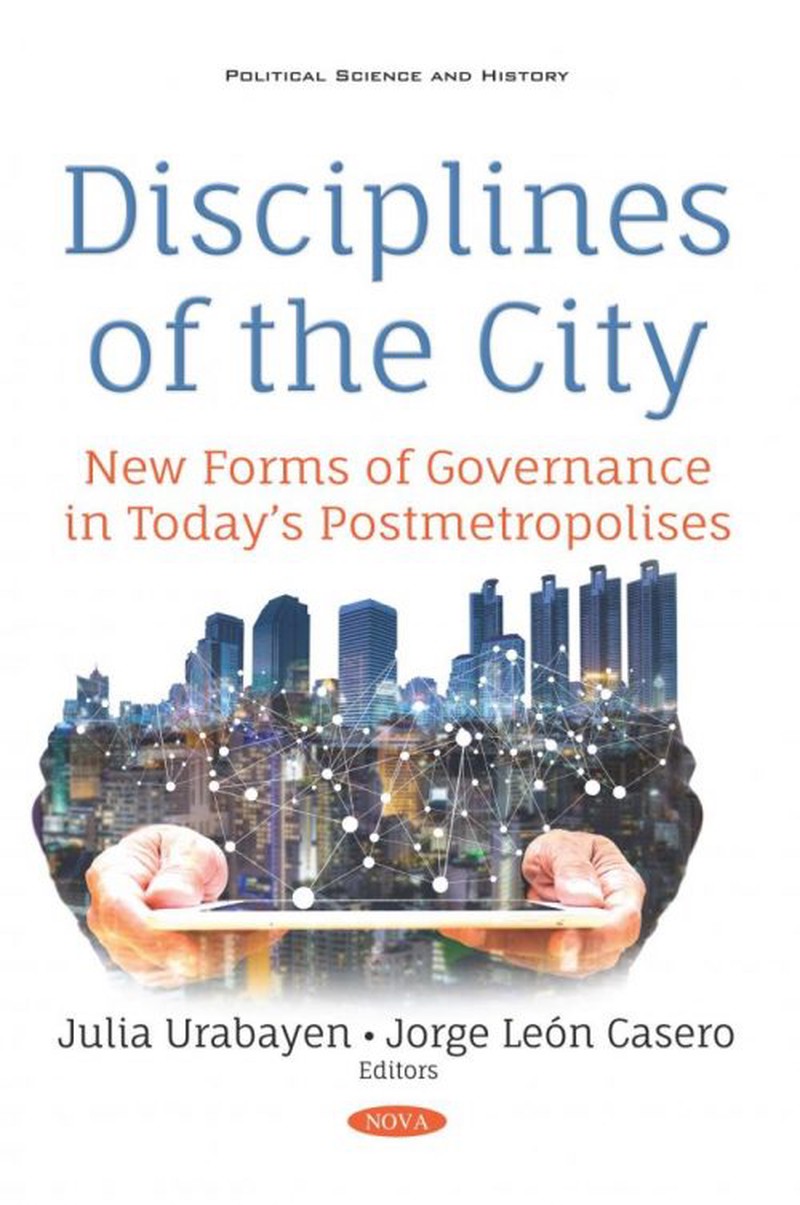 Political Science and History
Disciplines
of the City
New Forms of Governance
in Today's Postmetropolises
Julia Urabayen • Jorge León Casero
Editors
NOVA